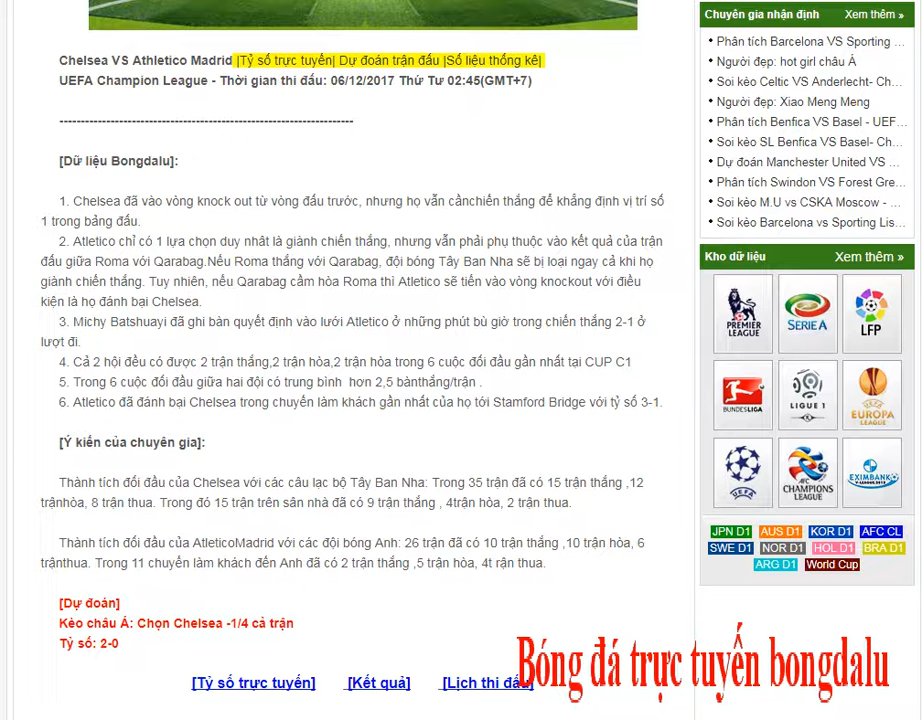 Chelsea VS Athletico Madrid |Tỷ số trực tuyến| Dự đoán trận đấu |Số liệu thống kê|
UEFA Champion League - Thời gian thi đấu: 06/12/2017 Thứ Tư 02:45(GMT+7)
--------------------------------------------------------------------
[Dữ liệu Bongdalu]:
1. Chelsea đã vào vòng knock out từ vòng đấu trước, nhưng họ vẫn cầnchiến thắng để khẳng định vị trí số
1 trong bảng đấu.
2. Atletico chỉ có 1 lựa chọn duy nhât là giành chiến thắng, nhưng vẫn phải phụ thuộc vào kết quả của trận
đấu giữa Roma với Qarabag.Nếu Roma thắng với Qarabag, đội bóng Tây Ban Nha sẽ bị loại ngay cả khi họ
giành chiến thắng. Tuy nhiên, nếu Qarabag cầm hòa Roma thì Atletico sẽ tiến vào vòng knockout với điều
kiện là họ đánh bại Chelsea.
3. Michy Batshuayi đã ghi bàn quyết định vào lưới Atletico ở những phút bù giờ trong chiến thắng 2-1 ở
lượt đi.
4. Cả 2 hội đều có được 2 trận thắng,2 trận hòa,2 trận hòa trong 6 cuộc đối đầu gần nhất tại CUP C1
5. Trong 6 cuộc đối đầu giữa hai đội có trung bình hơn 2,5 bànthắng/trận .
6. Atletico đã đánh bại Chelsea trong chuyến làm khách gần nhất của họ tới Stamford Bridge với tỷ số 3-1.
[Ý kiến của chuyên gia]:
Thành tích đối đầu của Chelsea với các câu lạc bộ Tây Ban Nha: Trong 35 trận đã có 15 trận thắng ,12
trậnhòa, 8 trận thua. Trong đó 15 trận trên sân nhà đã có 9 trận thắng , 4trận hòa, 2 trận thua.
Thành tích đối đầu của AtleticoMadrid với các đội bóng Anh: 26 trận đã có 10 trận thắng ,10 trận hòa, 6
trậnthua. Trong 11 chuyến làm khách đến Anh đã có 2 trận thắng ,5 trận hòa, 4t rận thua.
[Dự đoán]
Kèo châu Á: Chọn Chelsea -1/4 cả trận
Tỷ số: 2-0
[Tỷ số trực tuyến] [Kết quả] [Lịch thi đấu]
Bóng đá trực tuyến bongdalu
Chuyên gia nhận định Xem thêm »
Phân tích Barcelona VS Sporting ...
Người đẹp: hot girl châu Á
Soi kèo Celtic VS Anderlecht- Ch...
Người đẹp: Xiao Meng Meng
Phân tích Benfica VS Basel - UEF...
Soi kèo SL Benfica VS Basel- Ch...
Dự đoán Manchester United VS ...
Phân tích Swindon VS Forest Gre...
Soi kèo M.U vs CSKA Moscow - ...
Soi kèo Barcelona vs Sporting Lis...
Kho dữ liệu Xem thêm »
PREMIER LEAGUE SERIE A LFP
BUNDESLIGA LIGUE 1 UEFA EUROPA LEAGUE
UEFA AFC CHAMPIONS LEAGUE EXIMBANK
JPN D1 AUS D1 KOR D1 AFC CL
SWE D1 NOR D1 HOL D1 BRA D1
ARG D1 World Cup